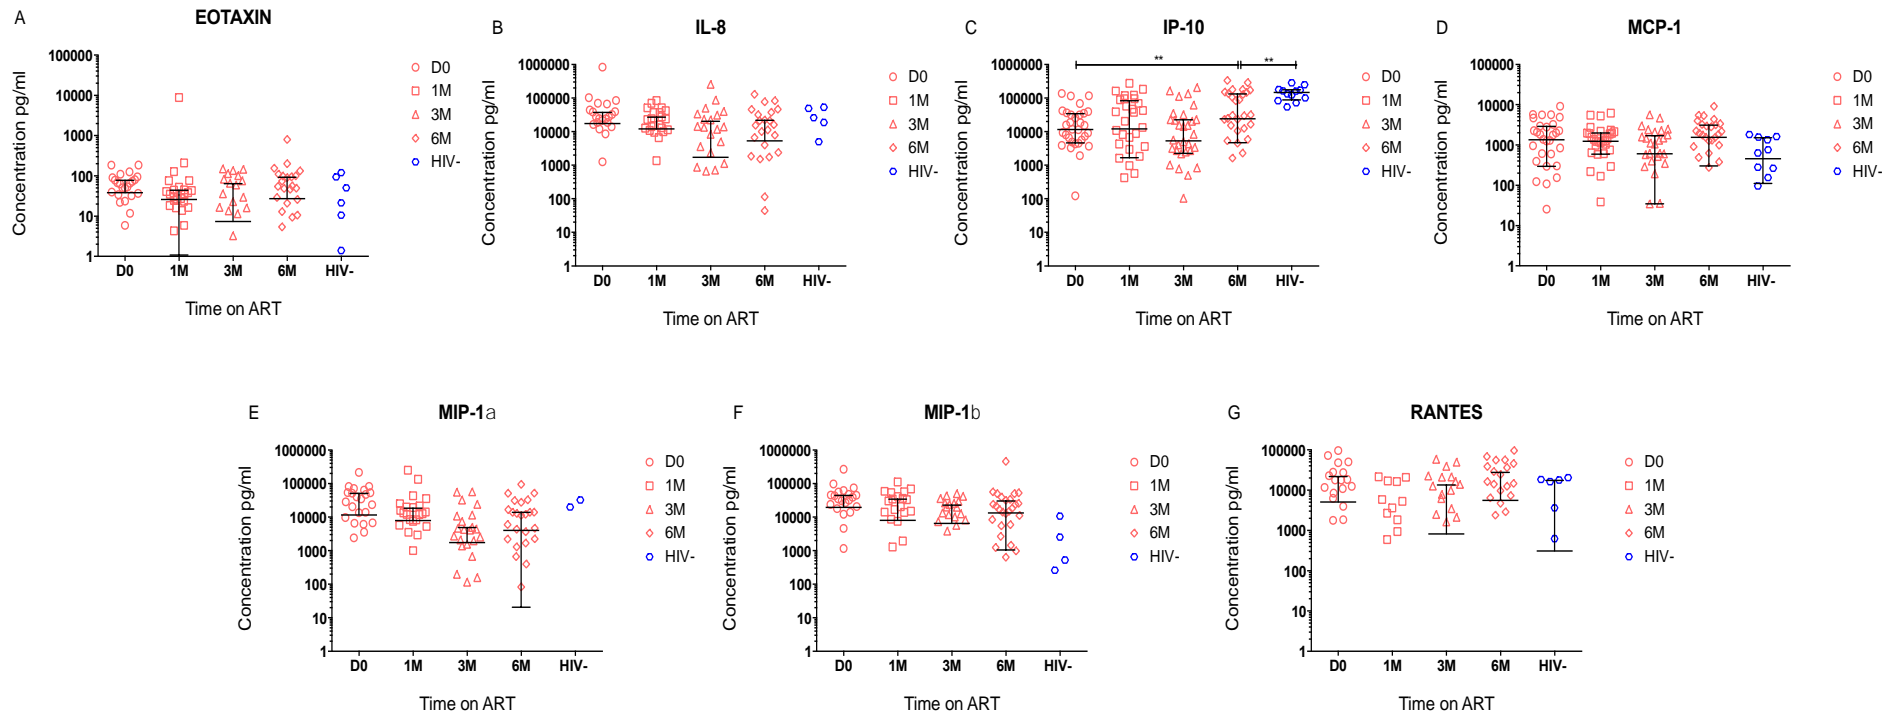 A
EOTAXIN
Concentration pg/ml
100000
10000
1000
100
10
1
D0 1M 3M 6M HIV-
Time on ART
D0
1M
3M
6M
HIV-
B
IL-8
Concentration pg/ml
1000000
100000
10000
1000
100
10
1
D0 1M 3M 6M HIV-
Time on ART
D0
1M
3M
6M
HIV-
C
IP-10
** **
Concentration pg/ml
1000000
100000
10000
1000
100
10
1
D0 1M 3M 6M HIV-
Time on ART
D0
1M
3M
6M
HIV-
D
MCP-1
Concentration pg/ml
100000
10000
1000
100
10
1
D0 1M 3M 6M HIV-
Time on ART
D0
1M
3M
6M
HIV-
E
MIP-1a
Concentration pg/ml
1000000
100000
10000
1000
100
10
1
D0 1M 3M 6M HIV-
Time on ART
D0
1M
3M
6M
HIV-
F
MIP-1b
Concentration pg/ml
1000000
100000
10000
1000
100
10
1
D0 1M 3M 6M HIV-
Time on ART
D0
1M
3M
6M
HIV-
G
RANTES
Concentration pg/ml
100000
10000
1000
100
10
1
D0 1M 3M 6M HIV-
Time on ART
D0
1M
3M
6M
HIV-